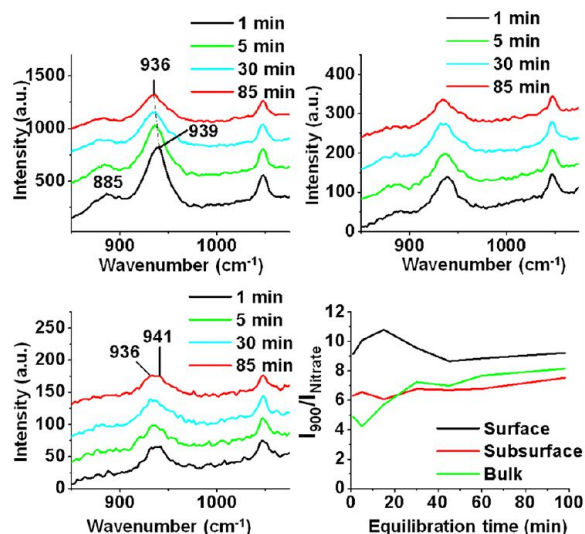 1 min
5 min
30 min
85 min
936
939
885
1500
1000
500
900
1000
Intensity (a.u.)
Wavenumber (cm-1)
1 min
5 min
30 min
85 min
400
300
200
100
0
900
1000
Intensity (a.u.)
Wavenumber (cm-1)
1 min
5 min
30 min
85 min
936
941
250
200
150
100
50
0
900
1000
Intensity (a.u.)
Wavenumber (cm-1)
12
10
8
6
4
2
0
0
20
40
60
80
100
I900/INitrate
Surface
Subsurface
Bulk
Equilibration time (min)